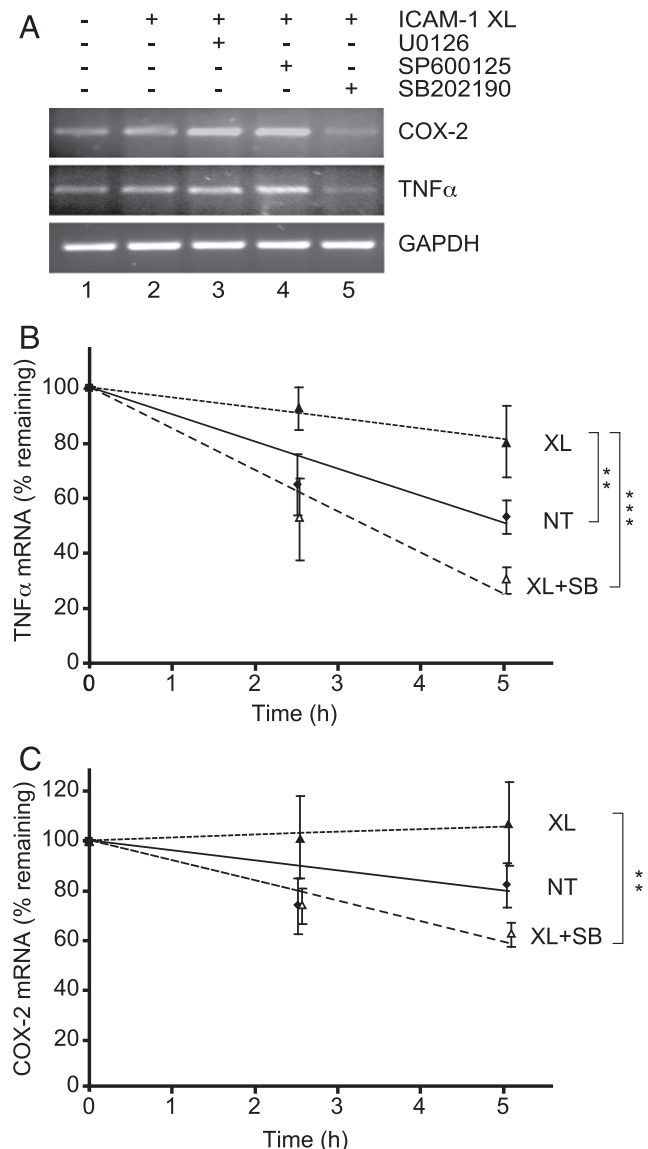 A
- + + + + ICAM-1 XL
- - + - - U0126
- - - + - SP600125
- - - - + SB202190
COX-2
TNFα
GAPDH
1 2 3 4 5
B
TNFα mRNA (% remaining)
100
80
60
40
20
0
0 1 2 3 4 5
Time (h)
XL
NT
XL+SB
**
***
C
COX-2 mRNA (% remaining)
120
100
80
60
40
20
0
0 1 2 3 4 5
Time (h)
XL
NT
XL+SB
**